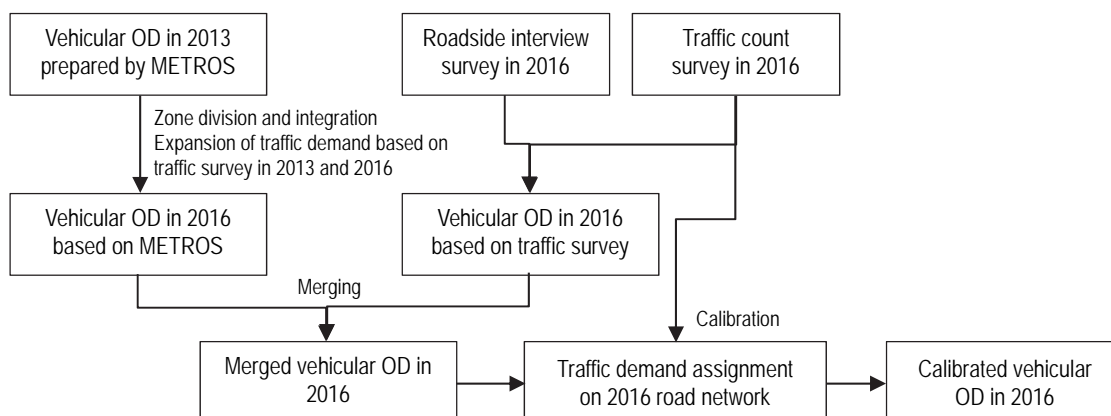 Vehicular OD in 2013
prepared by METROS
Roadside interview
survey in 2016
Traffic count
survey in 2016
Zone division and integration
Expansion of traffic demand based on
traffic survey in 2013 and 2016
Vehicular OD in 2016
based on METROS
Vehicular OD in 2016
based on traffic survey
Merging
Calibration
Merged vehicular OD in
2016
Traffic demand assignment
on 2016 road network
Calibrated vehicular
OD in 2016